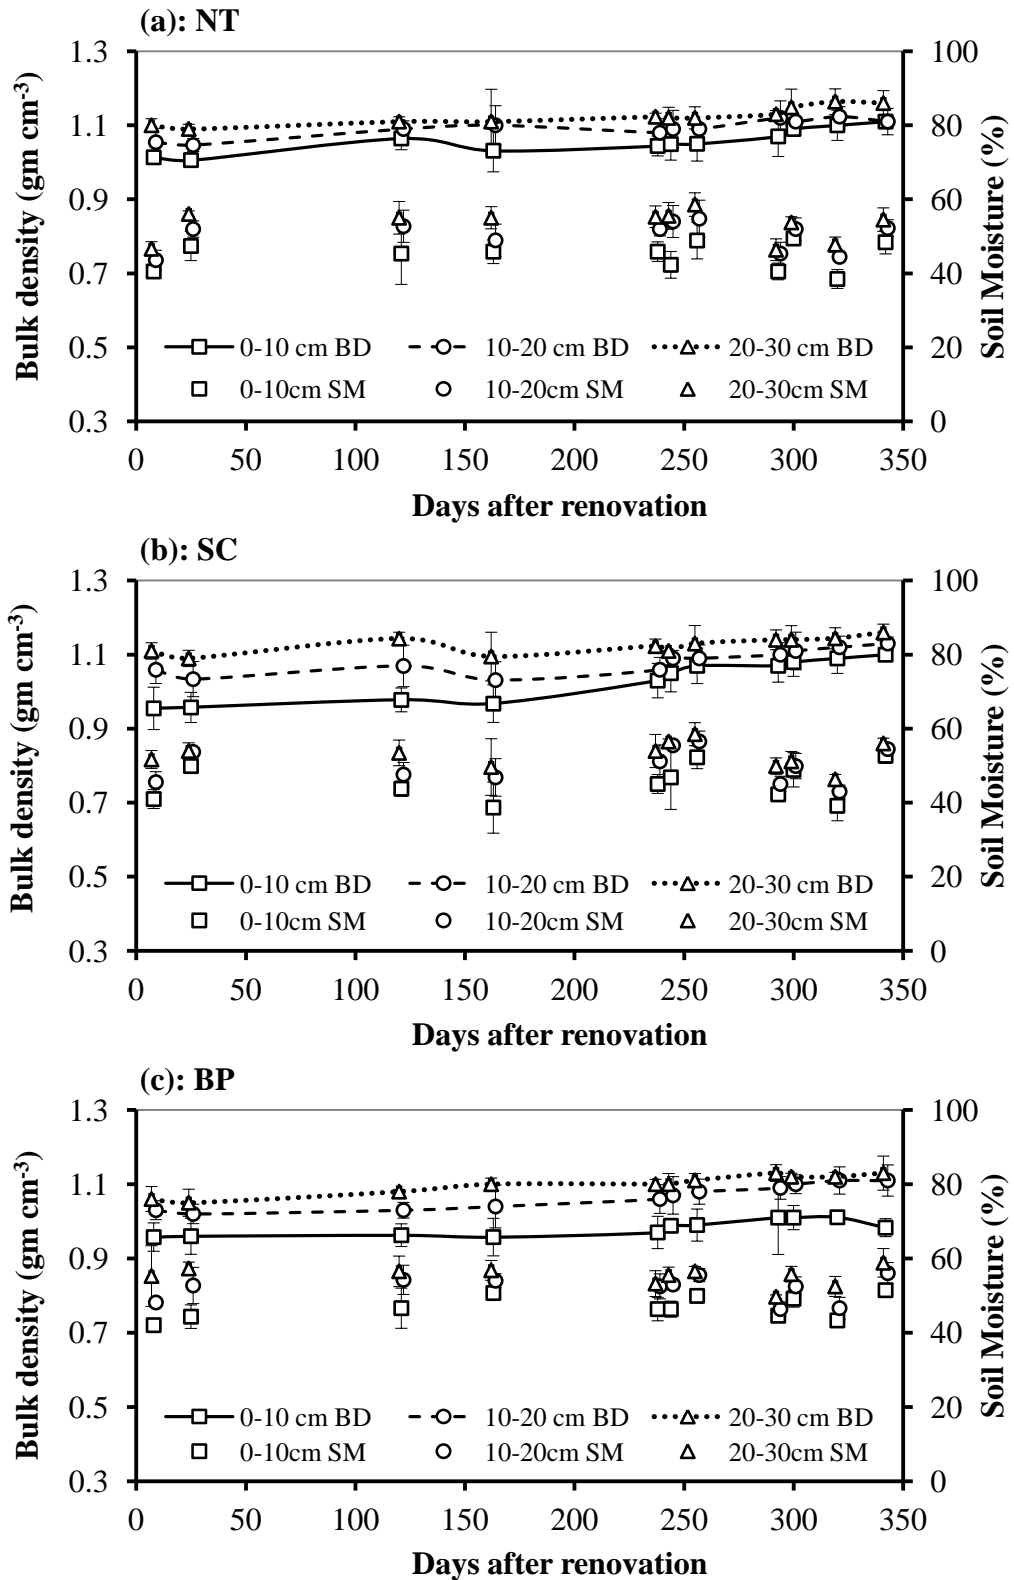 (a): NT
1.3
1.1
0.9
0.7
0.5
0.3
Bulk density (gm cm-3)
100
80
60
40
20
0
Soil Moisture (%)
0-10 cm BD 10-20 cm BD 20-30 cm BD
0-10cm SM 10-20cm SM 20-30cm SM
0 50 100 150 200 250 300 350
Days after renovation
(b): SC
1.3
1.1
0.9
0.7
0.5
0.3
Bulk density (gm cm-3)
100
80
60
40
20
0
Soil Moisture (%)
0-10 cm BD 10-20 cm BD 20-30 cm BD
0-10cm SM 10-20cm SM 20-30cm SM
0 50 100 150 200 250 300 350
Days after renovation
(c): BP
1.3
1.1
0.9
0.7
0.5
0.3
Bulk density (gm cm-3)
100
80
60
40
20
0
Soil Moisture (%)
0-10 cm BD 10-20 cm BD 20-30 cm BD
0-10cm SM 10-20cm SM 20-30cm SM
0 50 100 150 200 250 300 350
Days after renovation